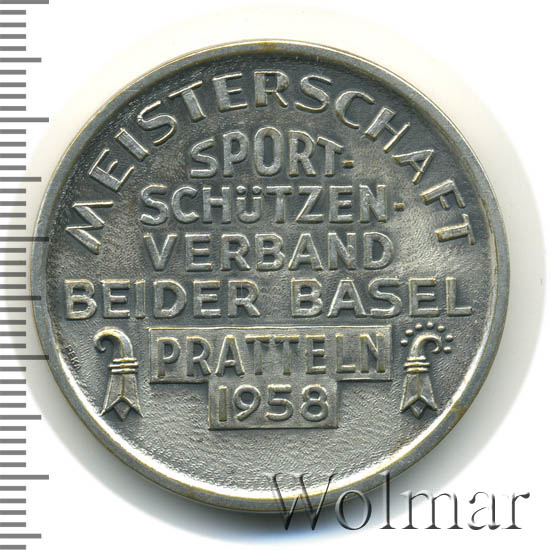 MEISTERSCHAFT
SPORT-
SCHÜTZEN-
VERBAND
BEIDER BASEL
PRATTELN
1958
Wolmar